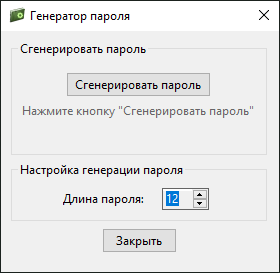 Генератор пароля
Сгенерировать пароль
Сгенерировать пароль
Нажмите кнопку "Сгенерировать пароль"
Настройка генерации пароля
Длина пароля: 12
Закрыть